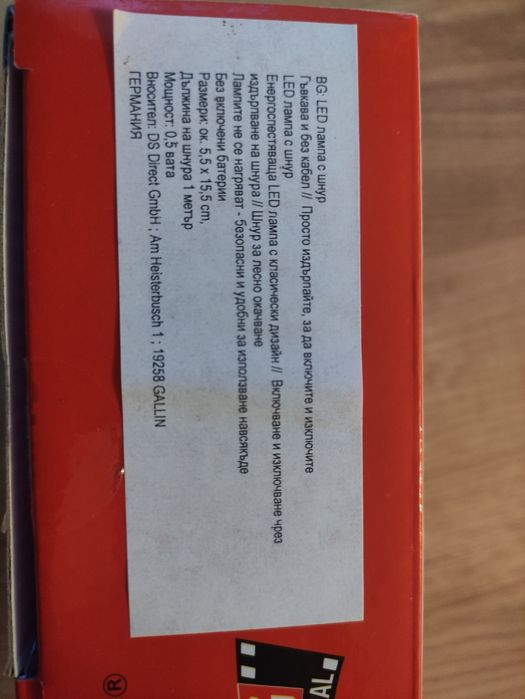 BG: LED лампа с шнур
Гъвкава и без кабел // Просто издърпайте, за да включите и изключите
LED лампа с шнур
Енергоспестяваща LED лампа с класически дизайн // Включване и изключване чрез
издърпване на шнура // Шнур за лесно окачване
Лампите не се нагряват - безопасни и удобни за използване навсякъде
Без включени батерии
Размери: ок. 5,5 x 15,5 cm,
Дължина на шнура 1 метър
Мощност: 0,5 вата
Вносител: DS Direct GmbH ; Am Heisterbusch 1 ; 19258 GALLIN
ГЕРМАНИЯ
®
AL